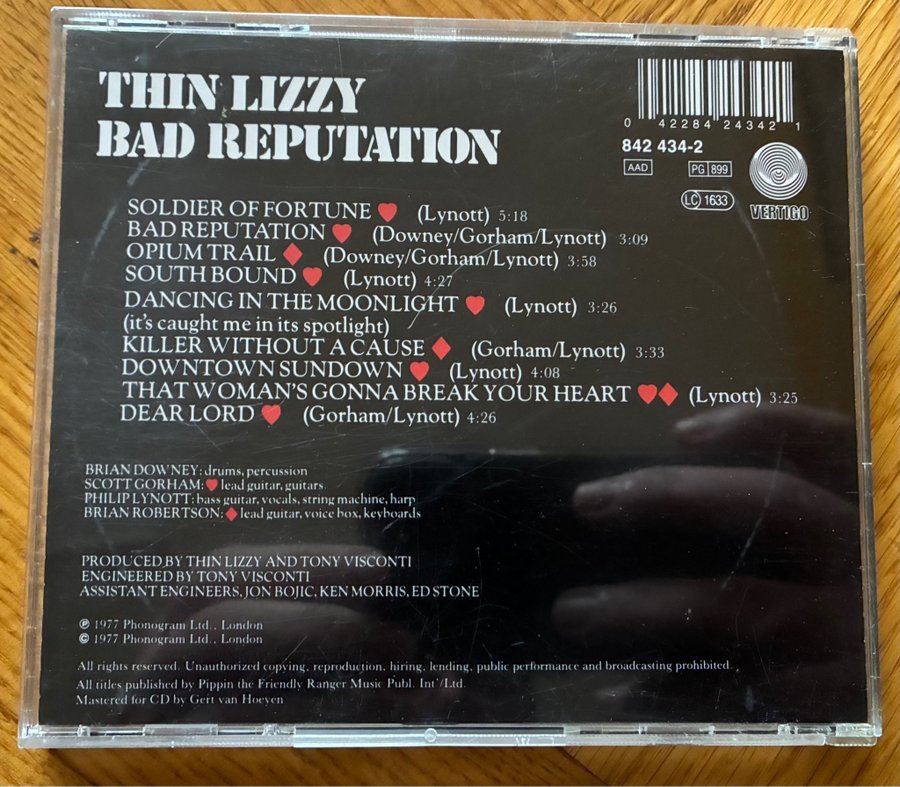 THIN LIZZY
BAD REPUTATION
0 42284 24342 1
842 434-2
AAD PG 899
LC 1633
VERTIGO
SOLDIER OF FORTUNE ♥ (Lynott) 5:18
BAD REPUTATION ♥ (Downey/Gorham/Lynott) 3:09
OPIUM TRAIL ♦ (Downey/Gorham/Lynott) 3:58
SOUTH BOUND ♥ (Lynott) 4:27
DANCING IN THE MOONLIGHT ♥ (Lynott) 3:26
(it's caught me in its spotlight)
KILLER WITHOUT A CAUSE ♦ (Gorham/Lynott) 3:33
DOWNTOWN SUNDOWN ♥ (Lynott) 4:08
THAT WOMAN'S GONNA BREAK YOUR HEART ♥♦ (Lynott) 3:25
DEAR LORD ♥ (Gorham/Lynott) 4:26
BRIAN DOWNEY: drums, percussion
SCOTT GORHAM: ♥ lead guitar, guitars
PHILIP LYNOTT: bass guitar, vocals, string machine, harp
BRIAN ROBERTSON: ♦ lead guitar, voice box, keyboards
PRODUCED BY THIN LIZZY AND TONY VISCONTI
ENGINEERED BY TONY VISCONTI
ASSISTANT ENGINEERS, JON BOJIC, KEN MORRIS, ED STONE
℗ 1977 Phonogram Ltd., London
© 1977 Phonogram Ltd., London
All rights reserved. Unauthorized copying, reproduction, hiring, lending, public performance and broadcasting prohibited.
All titles published by Pippin the Friendly Ranger Music Publ. Int'/Ltd.
Mastered for CD by Gert van Hoeyen